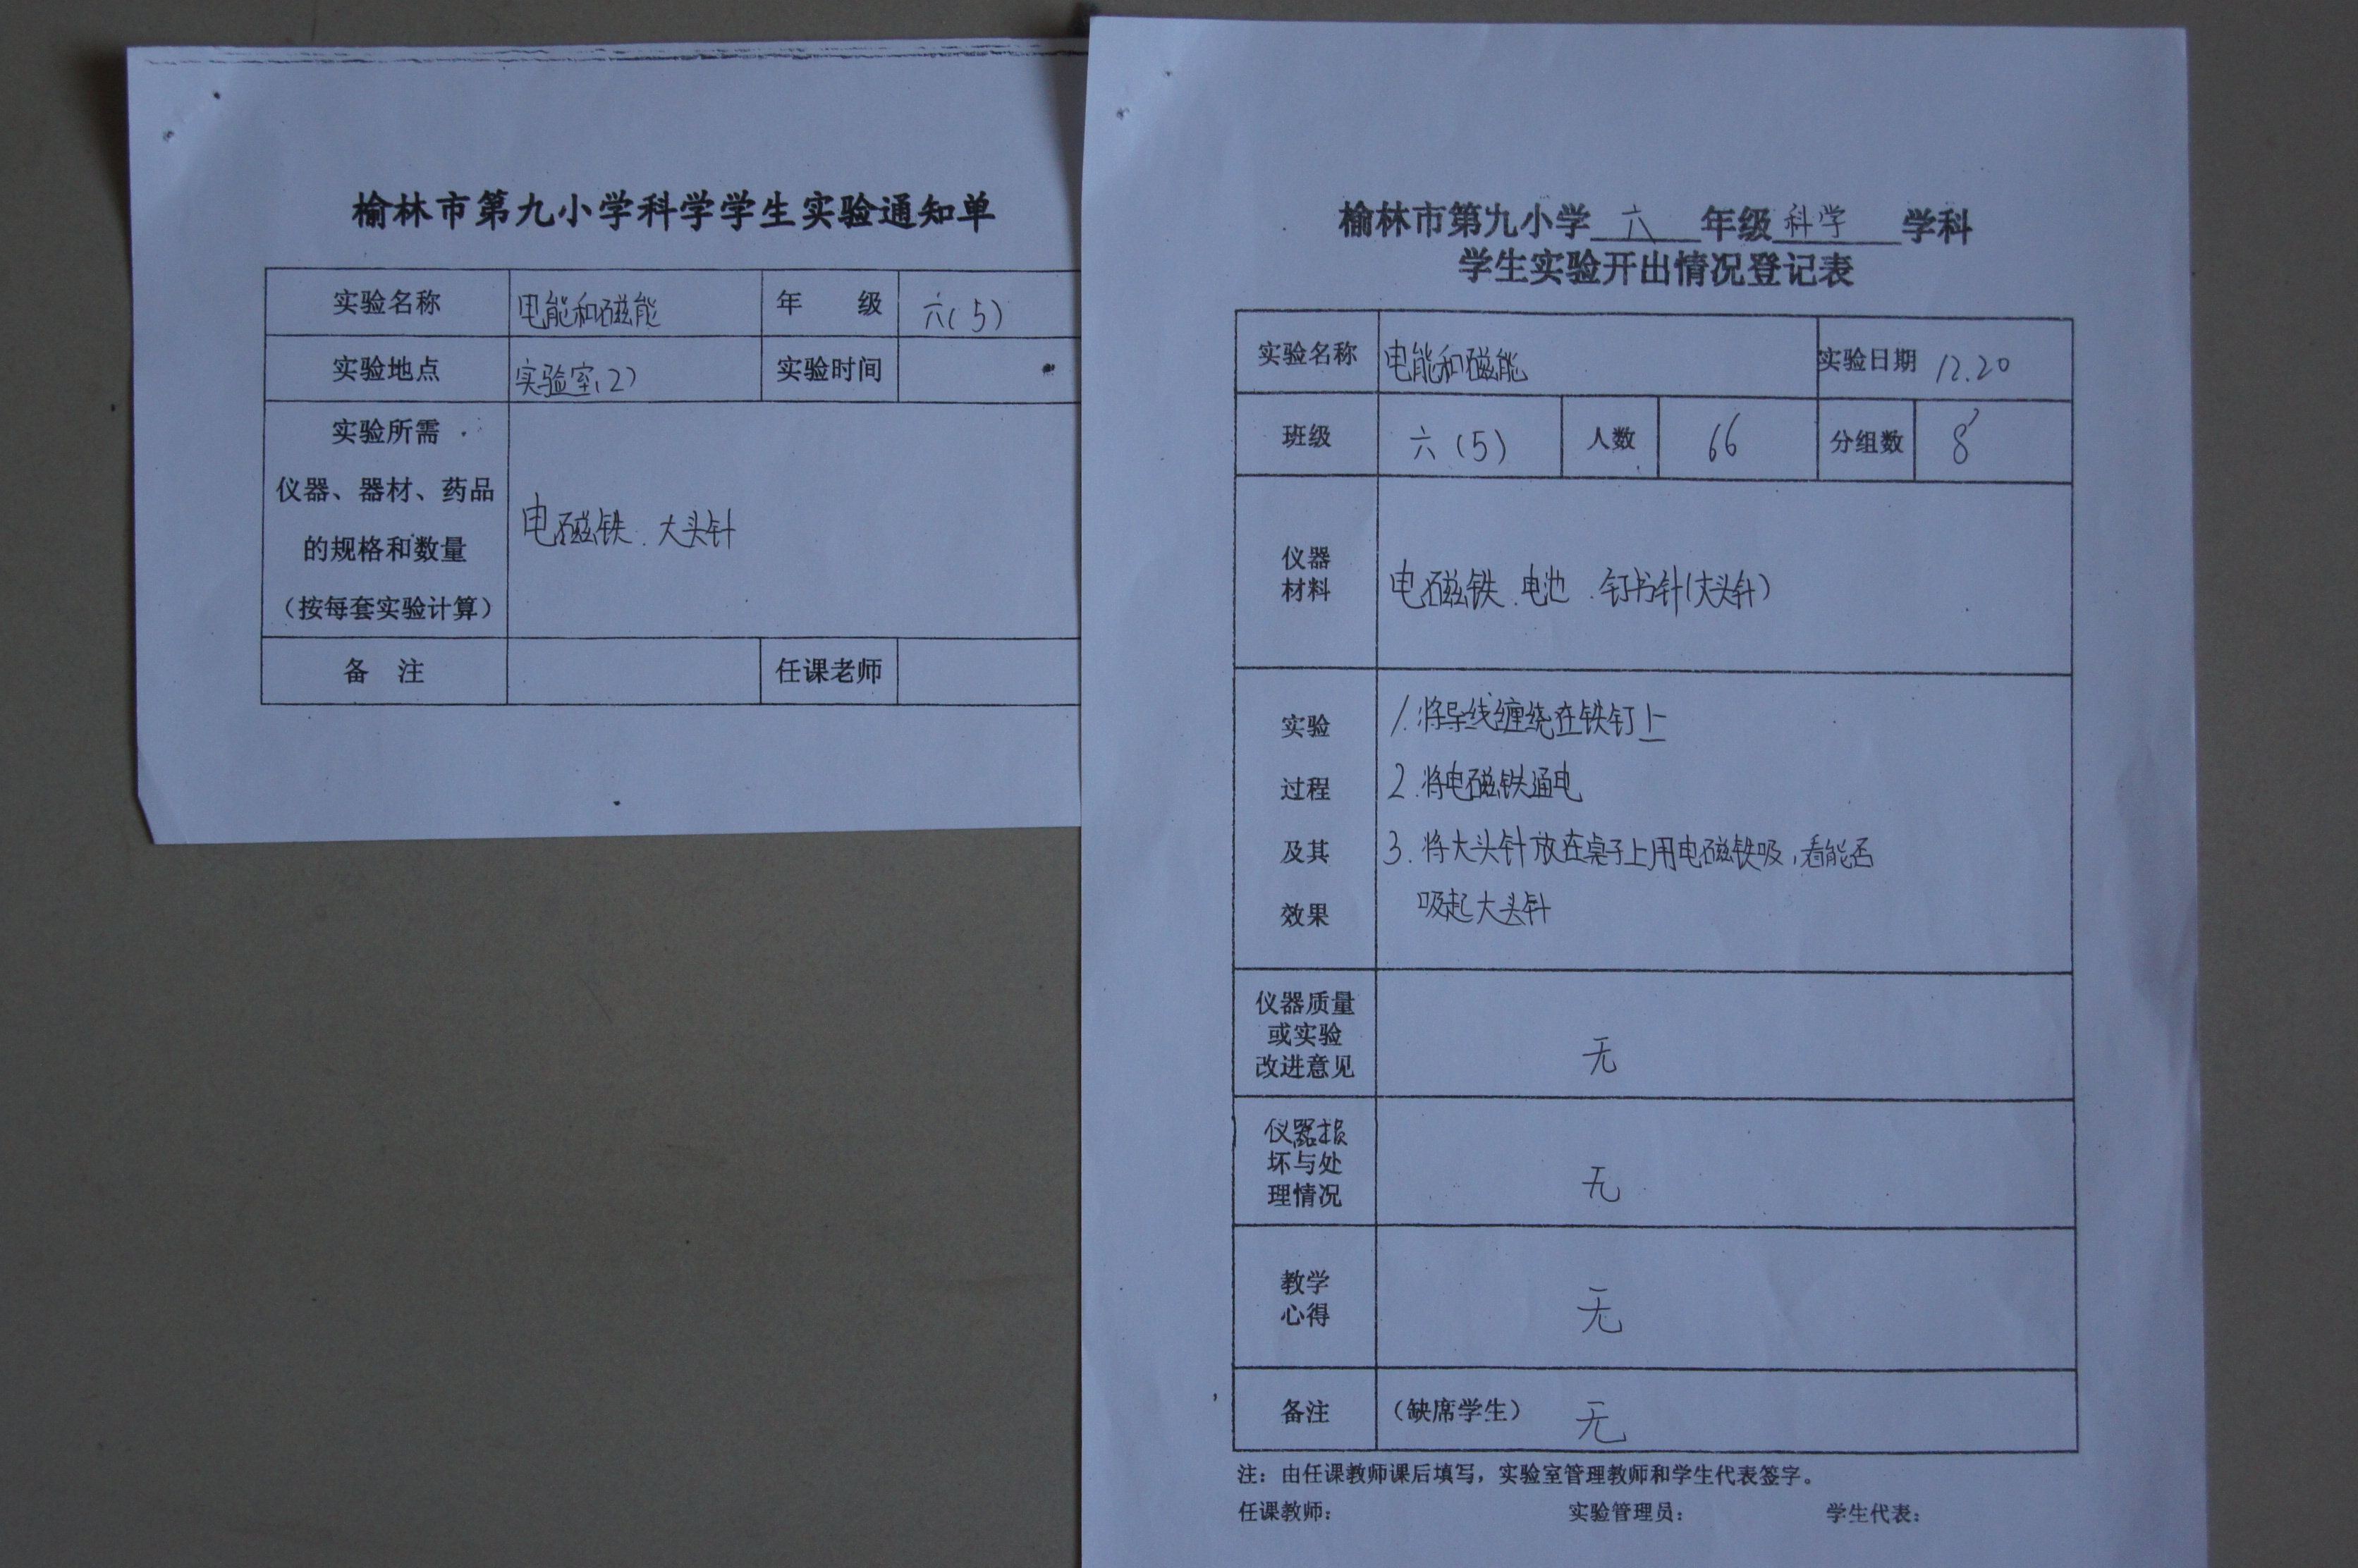 榆林市第九小学科学学生实验通知单
实验名称 电能和磁能 年 级 六(5)
实验地点 实验室(2) 实验时间
实验所需
仪器、器材、药品
的规格和数量
(按每套实验计算)
电磁铁、大头针
备 注 任课老师
榆林市第九小学 六 年级 科学 学科
学生实验开出情况登记表
实验名称 电能和磁能 实验日期 12.20
班级 六(5) 人数 66 分组数 8
仪器
材料
电磁铁、电池、钉书针(大头针)
实验
过程
及其
效果
1.将导线缠绕在铁钉上
2.将电磁铁通电
3.将大头针放在桌子上用电磁铁吸,看能否
吸起大头针
仪器质量
或实验
改进意见
无
仪器损
坏与处
理情况
无
教学
心得
无
备注 (缺席学生) 无
注:由任课教师课后填写,实验室管理教师和学生代表签字。
任课教师: 实验管理员: 学生代表: